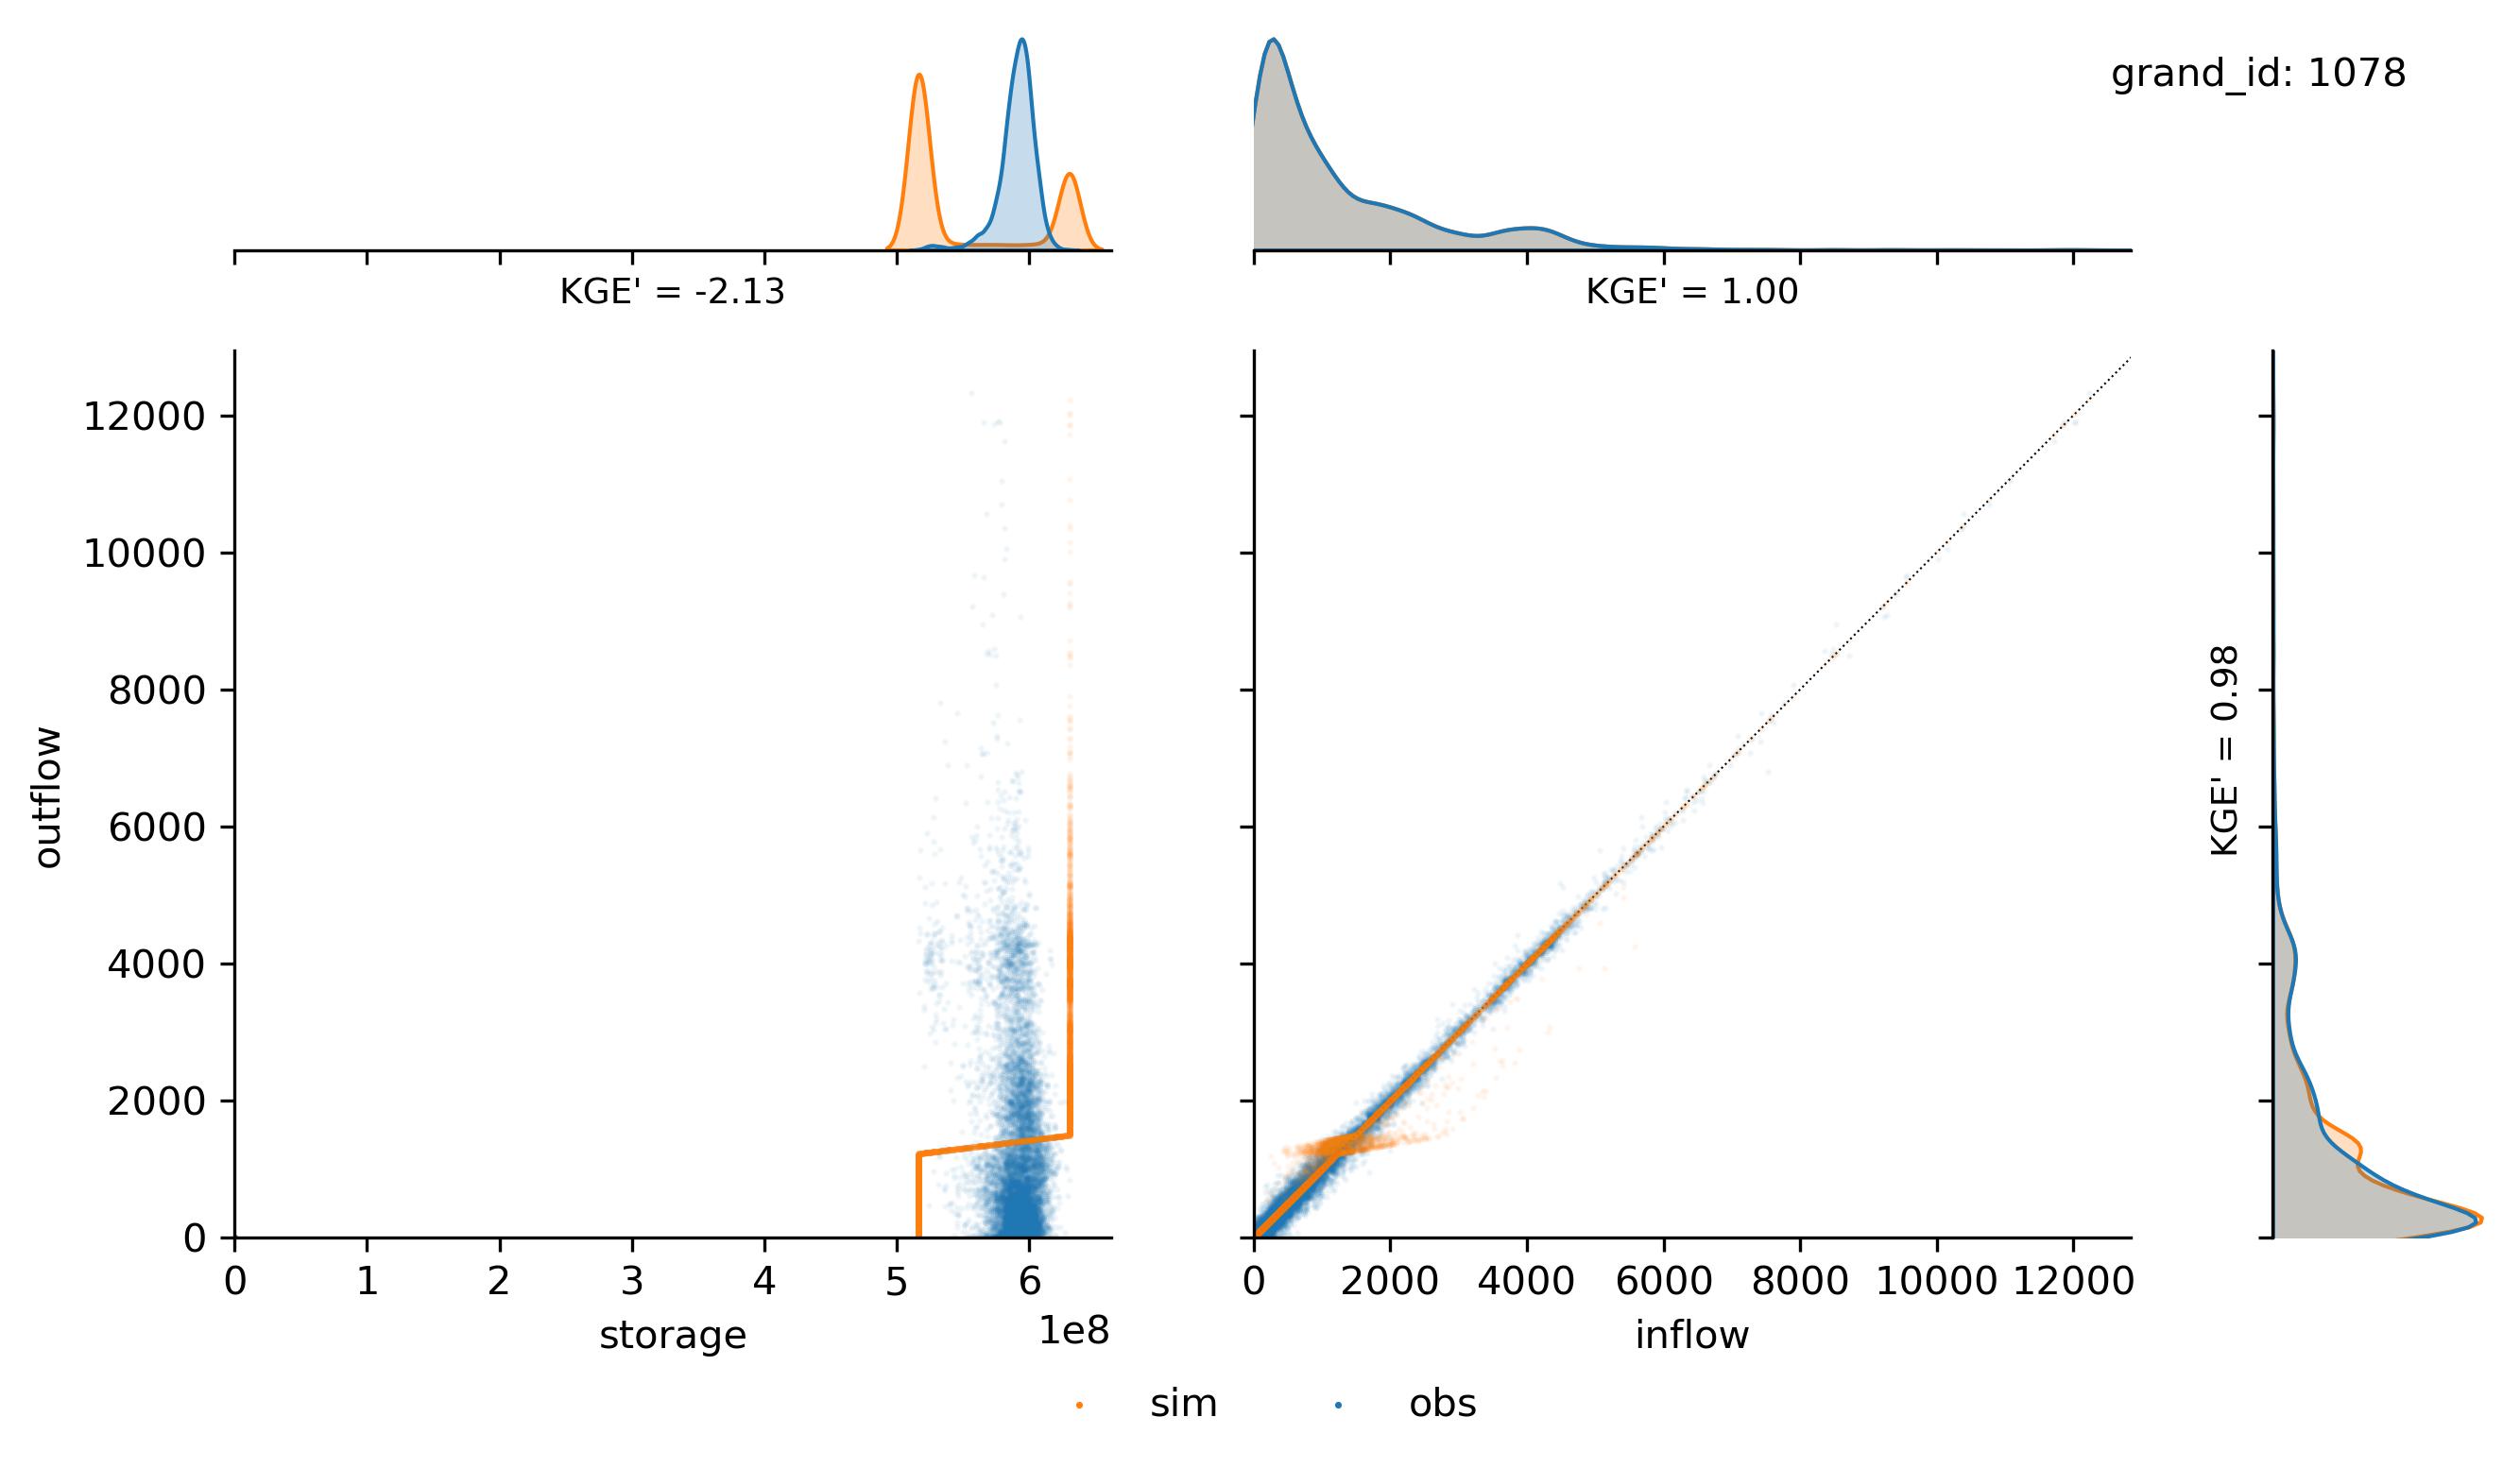 grand_id: 1078
KGE' = -2.13
KGE' = 1.00
12000
10000
8000
6000
4000
2000
0
outflow
KGE' = 0.98
0 1 2 3 4 5 6
1e8
storage
0 2000 4000 6000 8000 10000 12000
inflow
sim obs